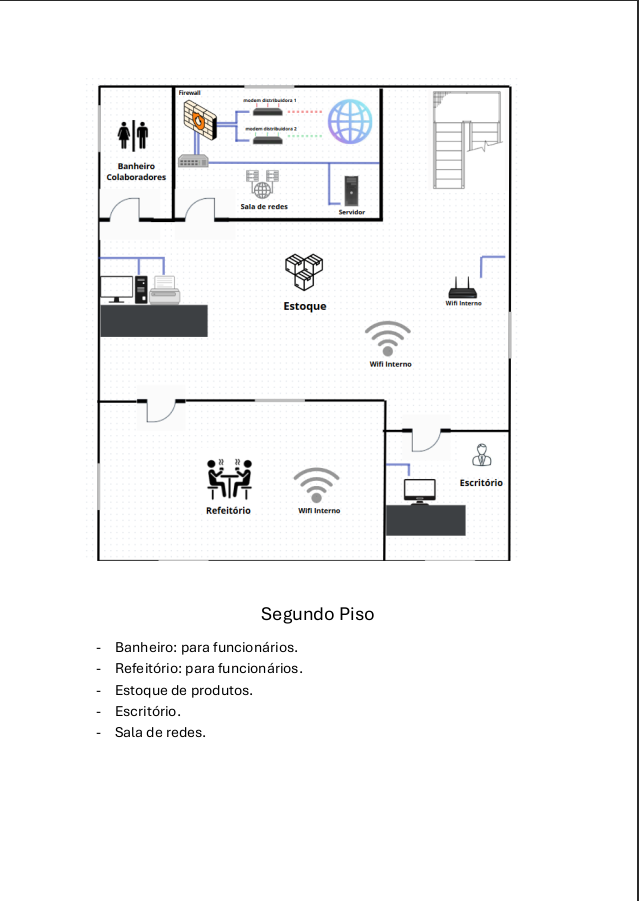 Firewall
modem distribuidora 1
modem distribuidora 2
Banheiro
Colaboradores
Sala de redes
Servidor
Estoque
Wifi Interno
Wifi Interno
Escritório
Refeitório
Wifi Interno
Segundo Piso
- Banheiro: para funcionários.
- Refeitório: para funcionários.
- Estoque de produtos.
- Escritório.
- Sala de redes.